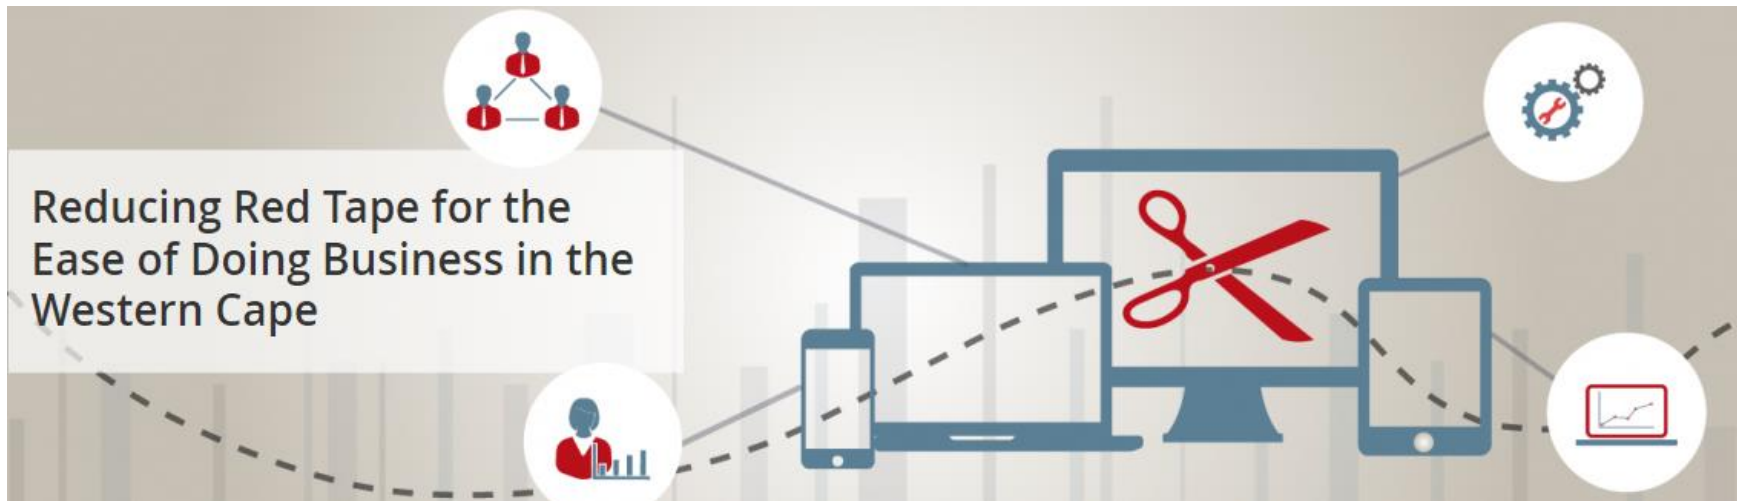 Reducing Red Tape for the
Ease of Doing Business in the
Western Cape